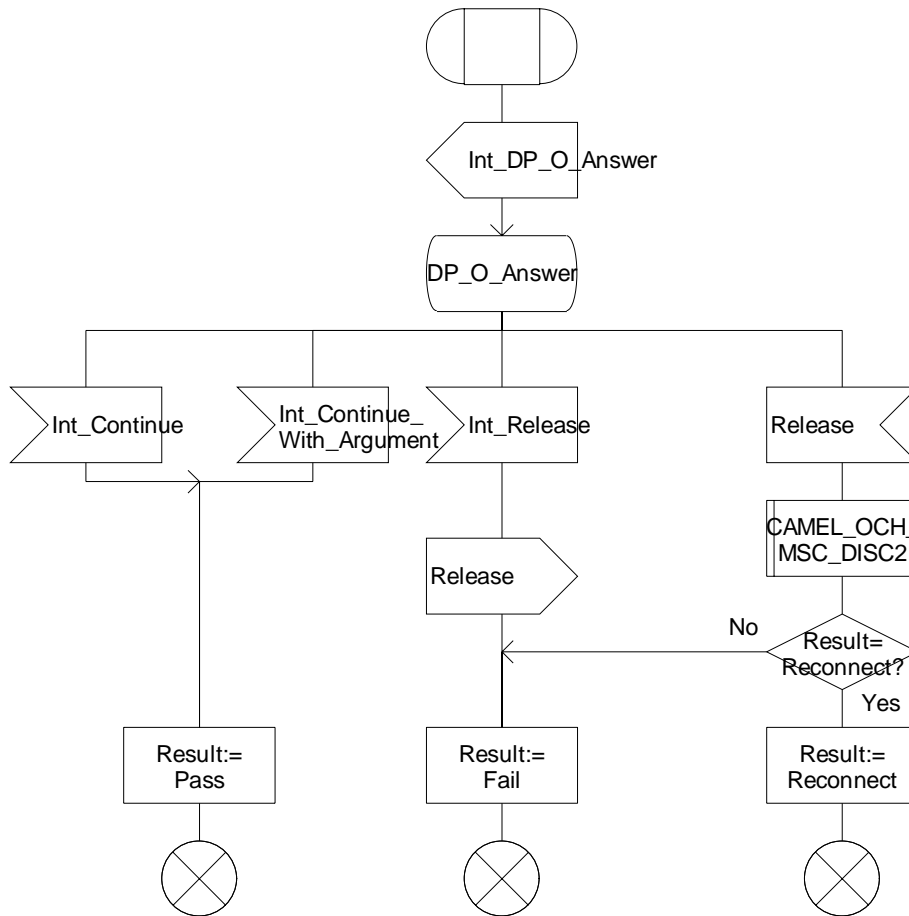 Int_DP_O_Answer
DP_O_Answer
Int_Continue
Int_Continue_
With_Argument
Int_Release
Release
CAMEL_OCH_
MSC_DISC2
Release
No
Result=
Reconnect?
Yes
Result:=
Pass
Result:=
Fail
Result:=
Reconnect